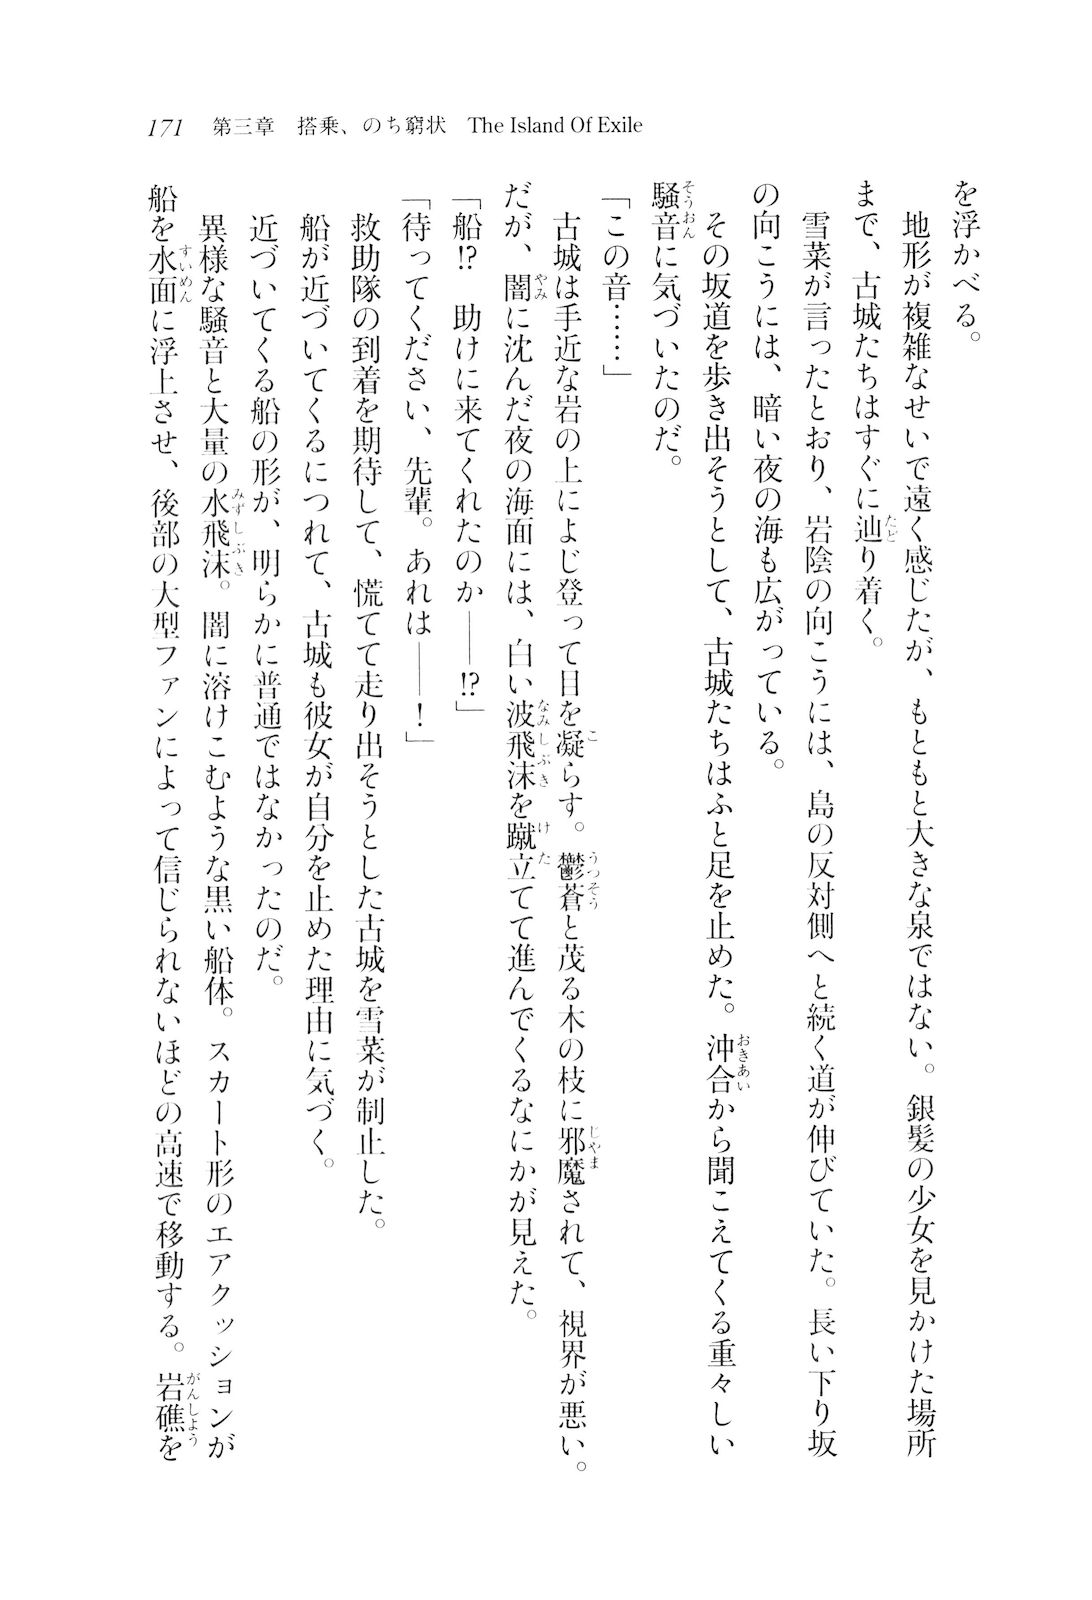 171 第三章 搭乗、のち窮状 The Island Of Exile
を浮かべる。
地形が複雑なせいで遠く感じたが、もともと大きな泉ではない。銀髪の少女を見かけた場所
まで、古城たちはすぐに辿り着く。
雪菜が言ったとおり、岩陰の向こうには、島の反対側へと続く道が伸びていた。長い下り坂
の向こうには、暗い夜の海も広がっている。
その坂道を歩き出そうとして、古城たちはふと足を止めた。沖合から聞こえてくる重々しい
騒音に気づいたのだ。
「この音……」
古城は手近な岩の上によじ登って目を凝らす。鬱蒼と茂る木の枝に邪魔されて、視界が悪い。
だが、闇に沈んだ夜の海面には、白い波飛沫を蹴立てて進んでくるなにかが見えた。
「船!? 助けに来てくれたのか——!?」
「待ってください、先輩。あれは——！」
救助隊の到着を期待して、慌てて走り出そうとした古城を雪菜が制止した。
船が近づいてくるにつれて、古城も彼女が自分を止めた理由に気づく。
近づいてくる船の形が、明らかに普通ではなかったのだ。
異様な騒音と大量の水飛沫。闇に溶けこむような黒い船体。スカート形のエアクッションが
船を水面に浮上させ、後部の大型ファンによって信じられないほどの高速で移動する。岩礁を